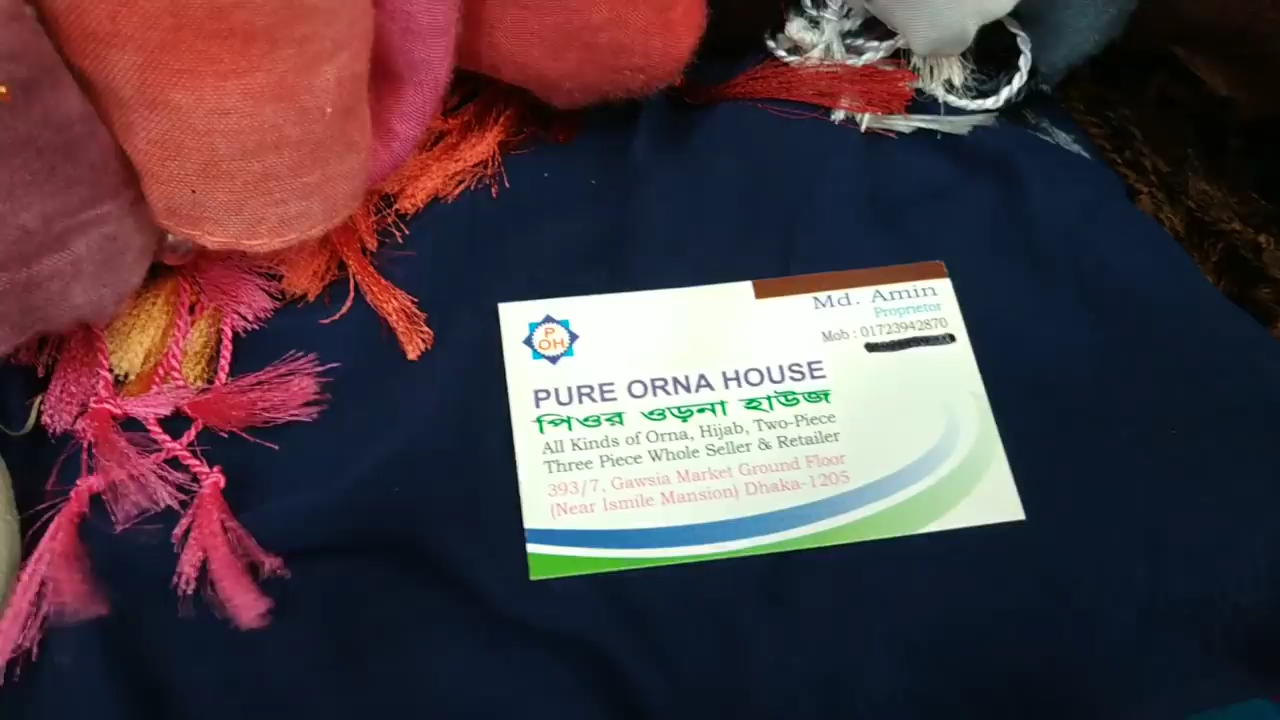 P
OH
Md. Amin
Proprietor
Mob : 01723942870
PURE ORNA HOUSE
পিওর ওড়না হাউজ
All Kinds of Orna, Hijab, Two-Piece
Three Piece Whole Seller & Retailer
393/7, Gawsia Market Ground Floor
(Near Ismile Mansion) Dhaka-1205